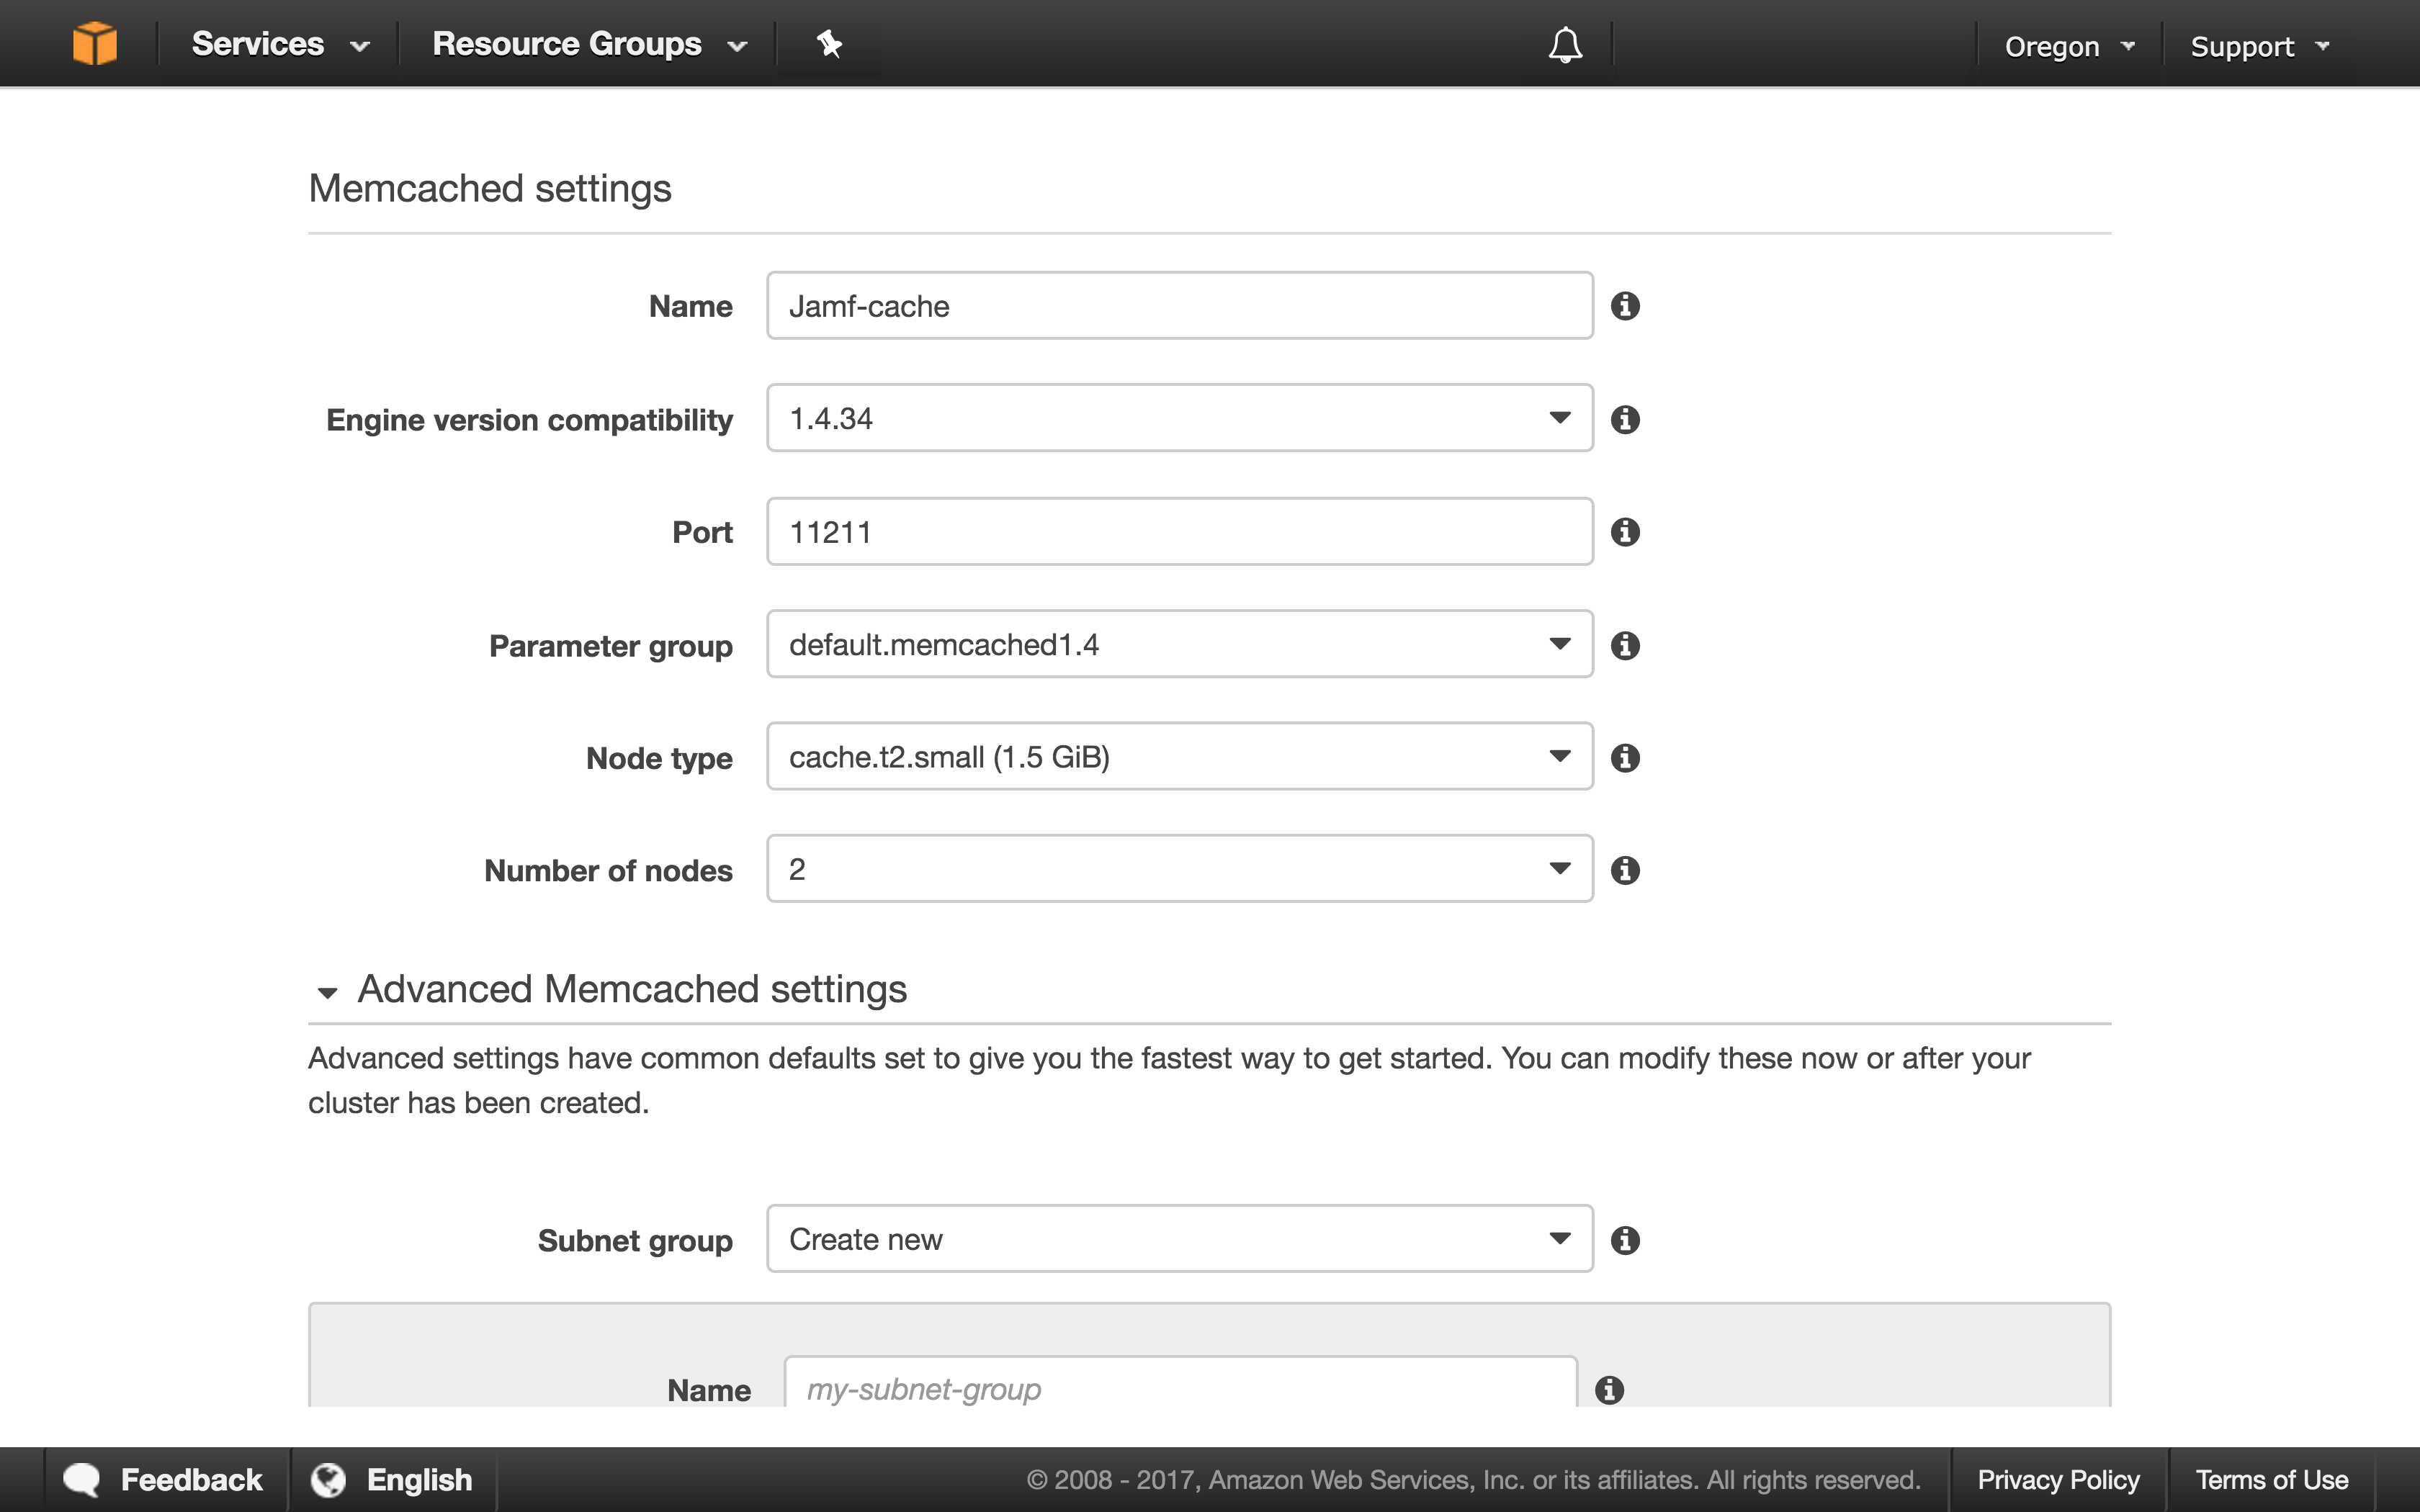 Services Resource Groups Oregon Support
Memcached settings
Name Jamf-cache
Engine version compatibility 1.4.34
Port 11211
Parameter group default.memcached1.4
Node type cache.t2.small (1.5 GiB)
Number of nodes 2
Advanced Memcached settings
Advanced settings have common defaults set to give you the fastest way to get started. You can modify these now or after your
cluster has been created.
Subnet group Create new
Name my-subnet-group
Feedback English © 2008 - 2017, Amazon Web Services, Inc. or its affiliates. All rights reserved. Privacy Policy Terms of Use